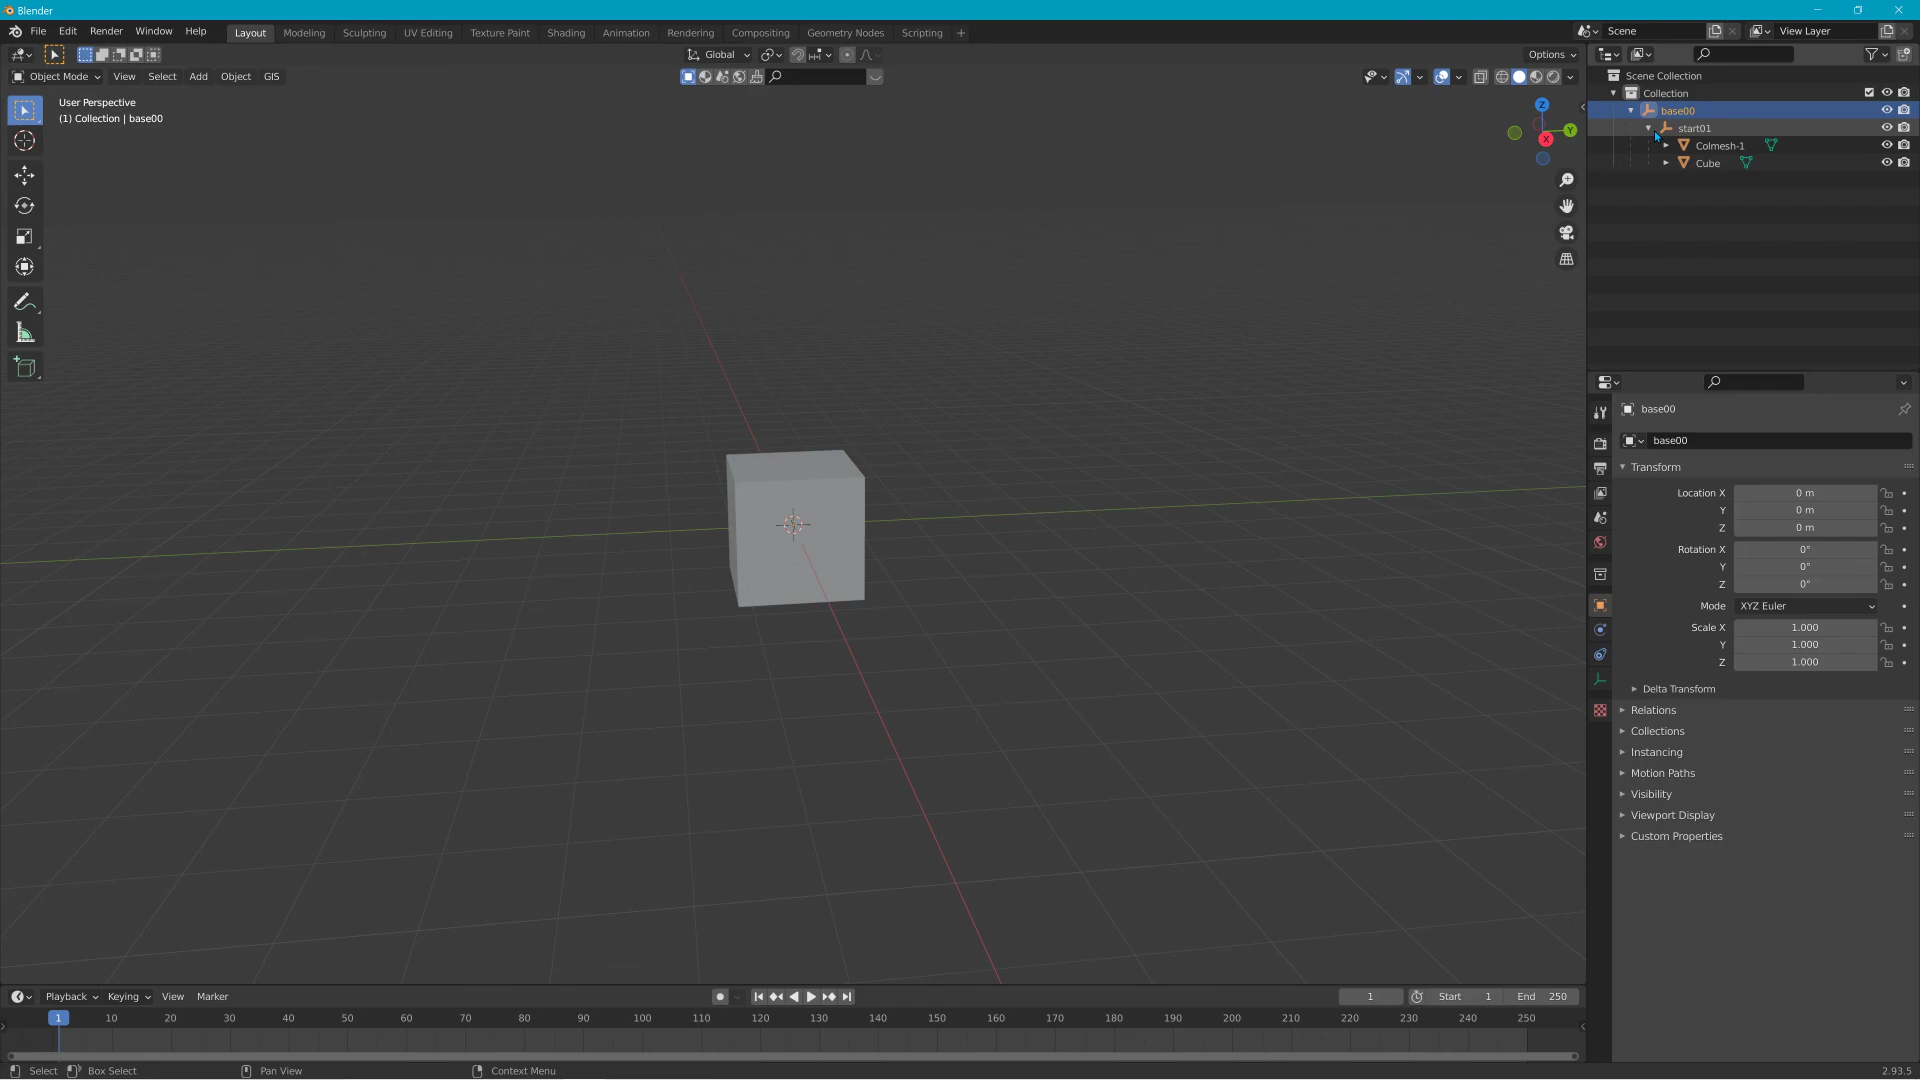 Blender
File Edit Render Window Help
Layout Modeling Sculpting UV Editing Texture Paint Shading Animation Rendering Compositing Geometry Nodes Scripting +
Scene
View Layer
Global
Options
Object Mode View Select Add Object GIS
User Perspective
(1) Collection | base00
Z
Y
X
Scene Collection
Collection
base00
start01
Colmesh-1
Cube
base00
base00
Transform
Location X 0 m
Y 0 m
Z 0 m
Rotation X 0°
Y 0°
Z 0°
Mode XYZ Euler
Scale X 1.000
Y 1.000
Z 1.000
Delta Transform
Relations
Collections
Instancing
Motion Paths
Visibility
Viewport Display
Custom Properties
Playback Keying View Marker
1 Start 1 End 250
1 10 20 30 40 50 60 70 80 90 100 110 120 130 140 150 160 170 180 190 200 210 220 230 240 250
Select Box Select Pan View Context Menu 2.93.5